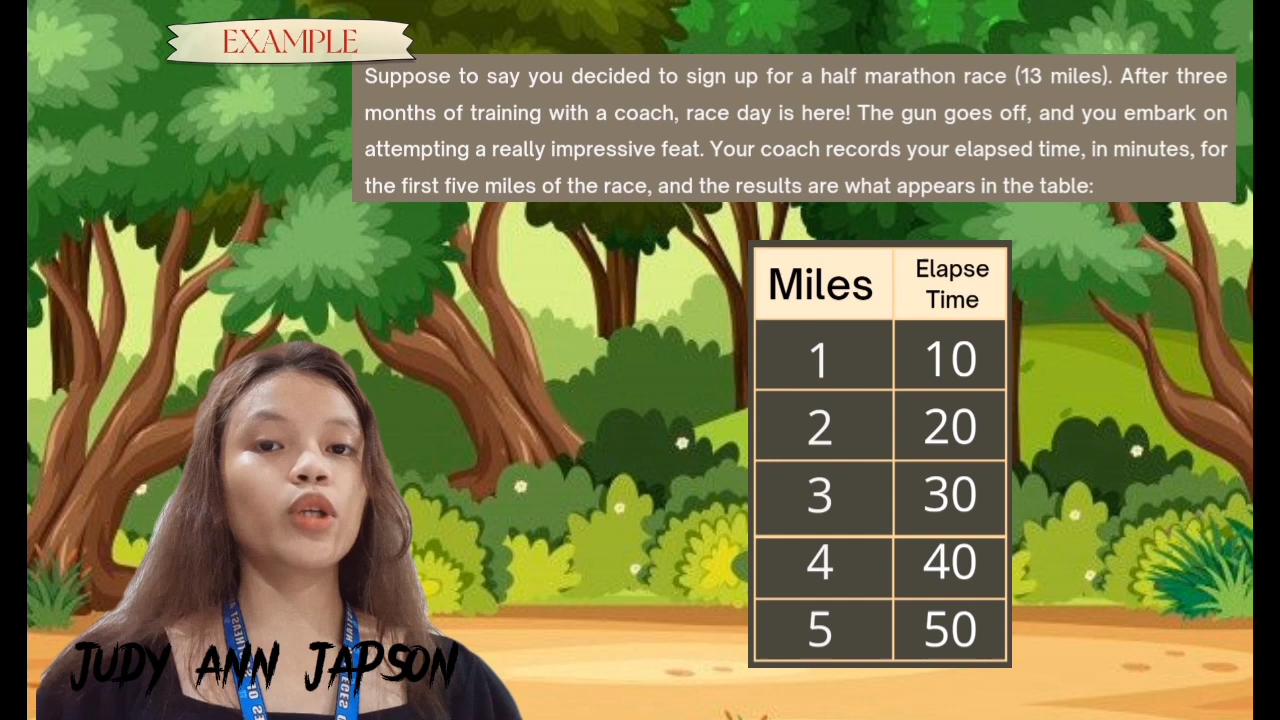 EXAMPLE
Suppose to say you decided to sign up for a half marathon race (13 miles). After three
months of training with a coach, race day is here! The gun goes off, and you embark on
attempting a really impressive feat. Your coach records your elapsed time, in minutes, for
the first five miles of the race, and the results are what appears in the table:
Miles Elapse Time
1 10
2 20
3 30
4 40
5 50
JUDY ANN JAPSON